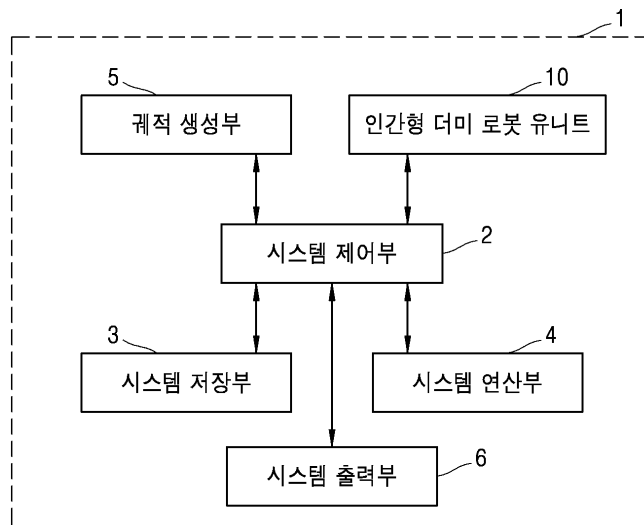 1
5
10
궤적 생성부
인간형 더미 로봇 유니트
2
시스템 제어부
3
4
시스템 저장부
시스템 연산부
6
시스템 출력부